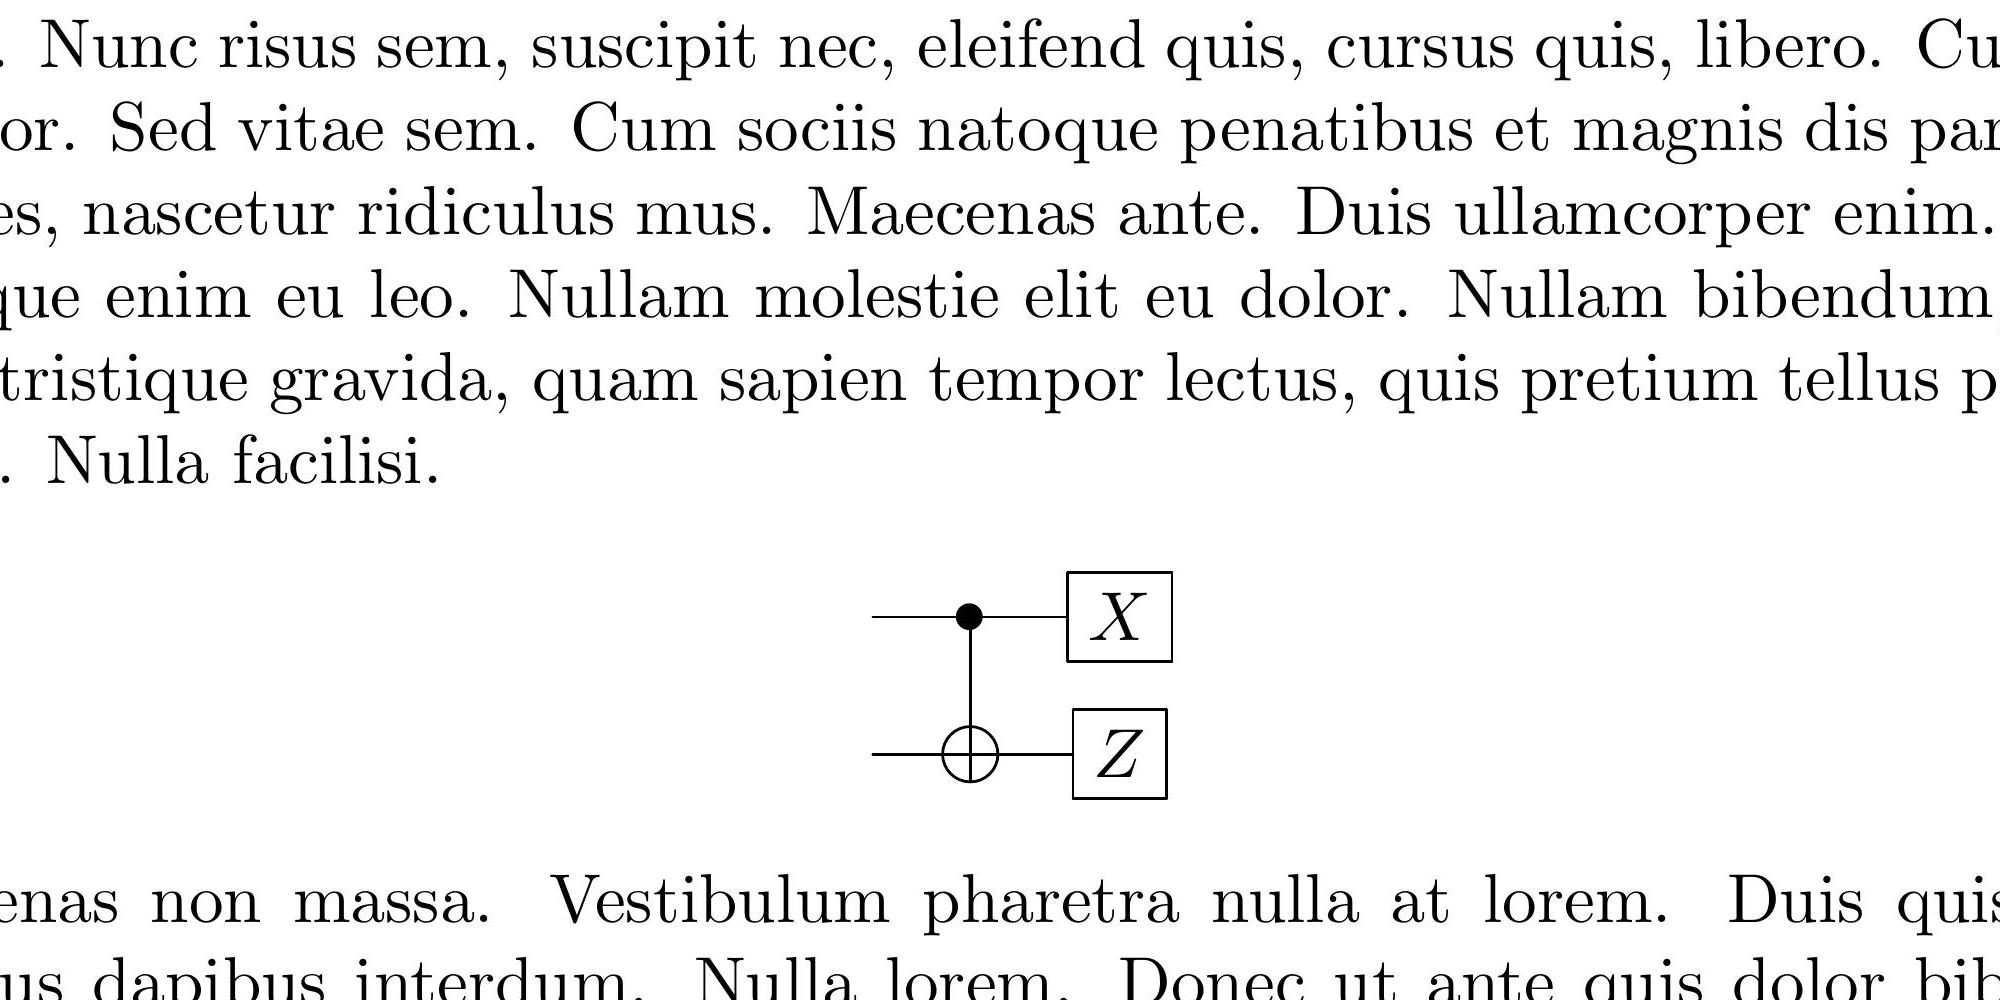 . Nunc risus sem, suscipit nec, eleifend quis, cursus quis, libero. Cu
or. Sed vitae sem. Cum sociis natoque penatibus et magnis dis par
es, nascetur ridiculus mus. Maecenas ante. Duis ullamcorper enim.
que enim eu leo. Nullam molestie elit eu dolor. Nullam bibendum,
tristique gravida, quam sapien tempor lectus, quis pretium tellus p
. Nulla facilisi.
X
Z
enas non massa. Vestibulum pharetra nulla at lorem. Duis quis
us dapibus interdum. Nulla lorem. Donec ut ante quis dolor bib